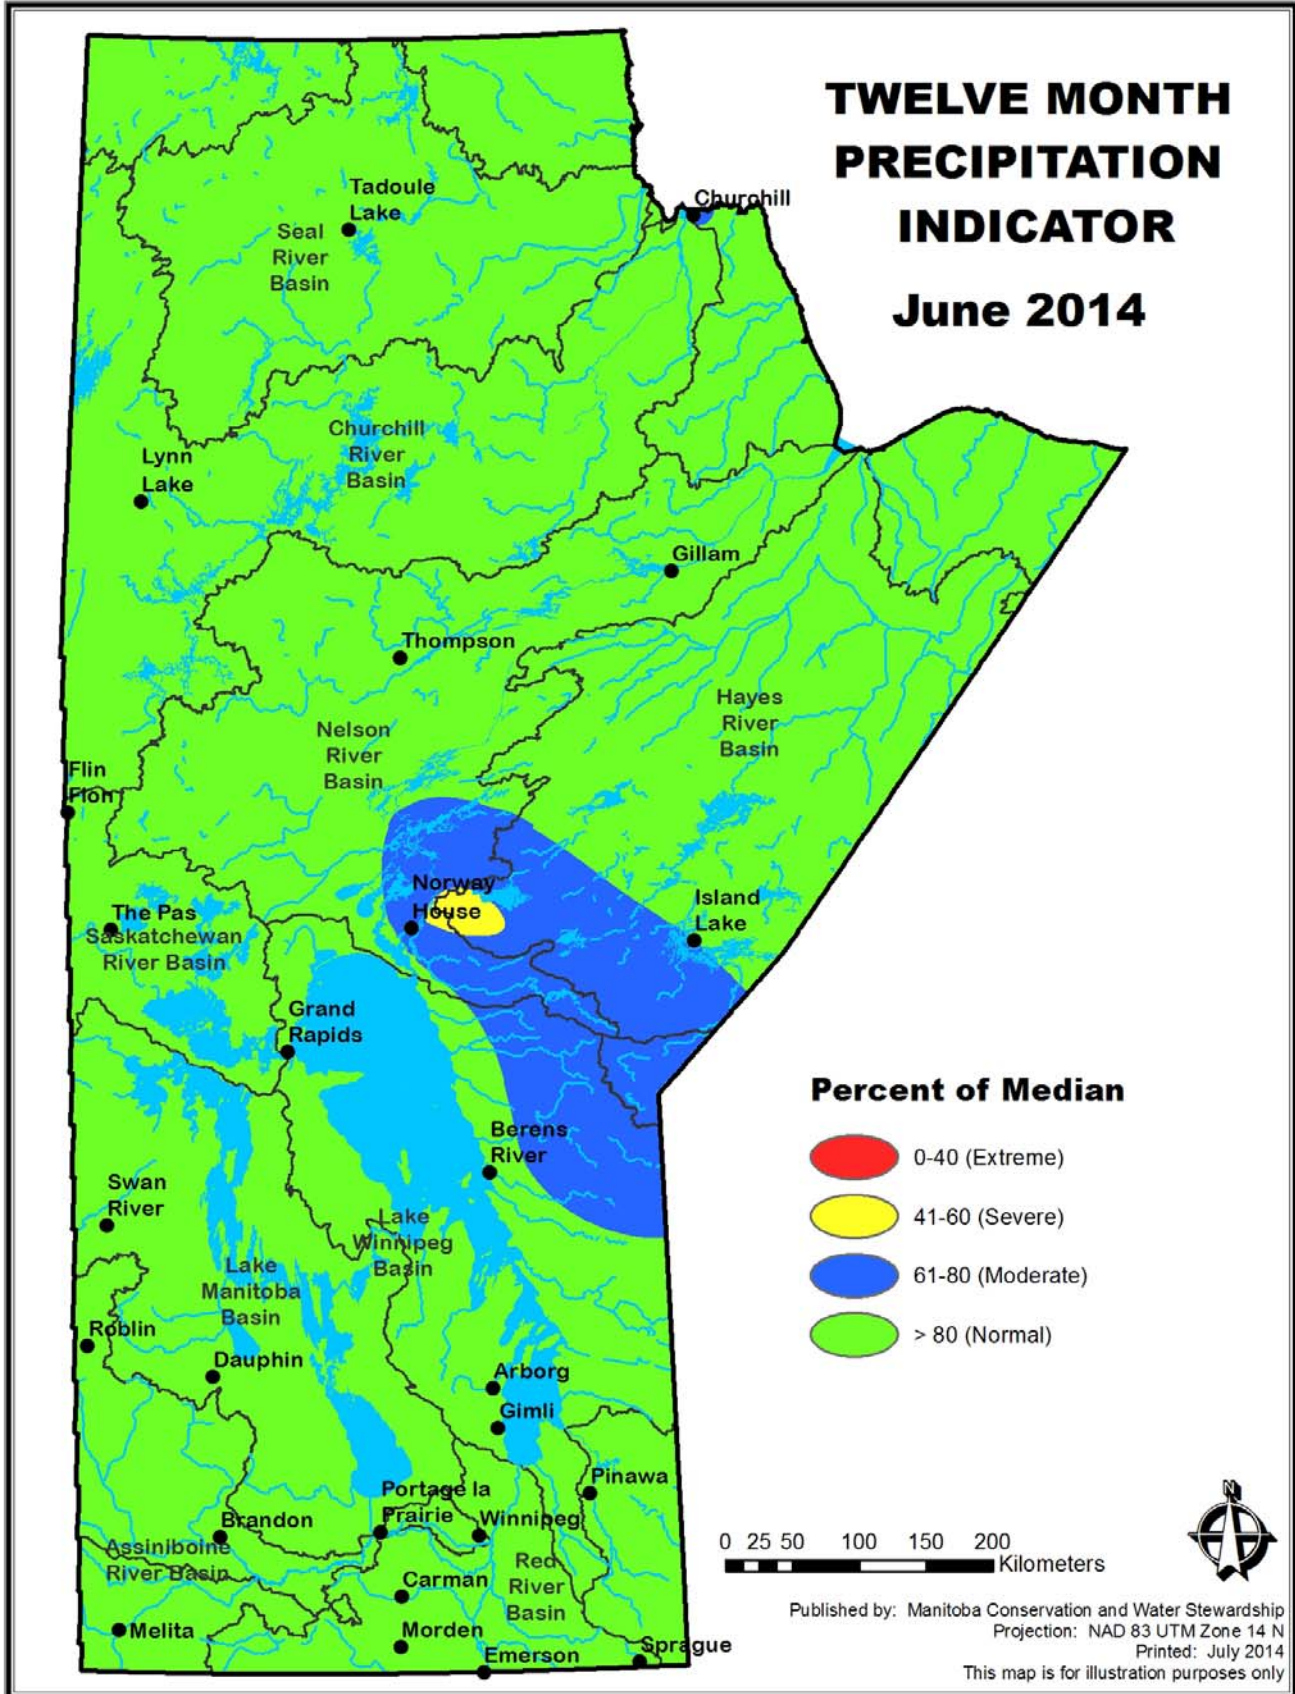 TWELVE MONTH
PRECIPITATION
INDICATOR
June 2014
Churchill
Tadoule
Lake
Seal
River
Basin
Churchill
River
Basin
Lynn
Lake
Gillam
Thompson
Hayes
River
Basin
Nelson
River
Basin
Flin
Flon
Norway
House
Island
Lake
The Pas
Saskatchewan
River Basin
Grand
Rapids
Berens
River
Swan
River
Lake
Winnipeg
Basin
Lake
Manitoba
Basin
Roblin
Dauphin
Arborg
Gimli
Pinawa
Portage la
Prairie
Winnipeg
Brandon
Assiniboine
River Basin
Red
River
Basin
Carman
Melita
Morden
Emerson
Sprague
Percent of Median
0-40 (Extreme)
41-60 (Severe)
61-80 (Moderate)
> 80 (Normal)
N
0 25 50 100 150 200
Kilometers
Published by: Manitoba Conservation and Water Stewardship
Projection: NAD 83 UTM Zone 14 N
Printed: July 2014
This map is for illustration purposes only